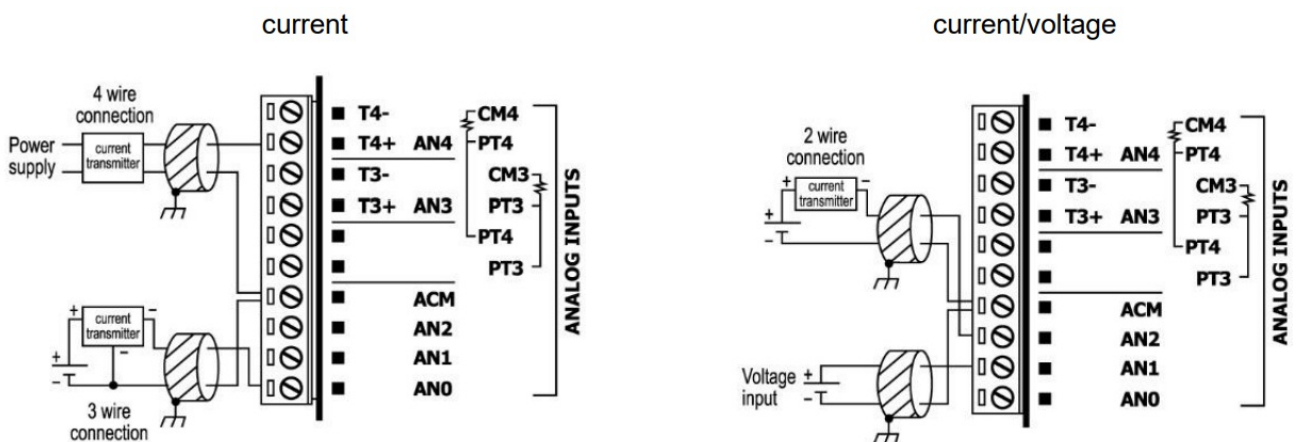 current
4 wire
connection
Power
supply
current
transmitter
+
-
current
transmitter
-
+
-
3 wire
connection
T4-
T4+ AN4
T3-
T3+ AN3
ACM
AN2
AN1
AN0
CM4
PT4
CM3
PT3
PT4
PT3
ANALOG INPUTS
current/voltage
2 wire
connection
+
-
current
transmitter
+
-
Voltage
input
+
-
T4-
T4+ AN4
T3-
T3+ AN3
ACM
AN2
AN1
AN0
CM4
PT4
CM3
PT3
PT4
PT3
ANALOG INPUTS